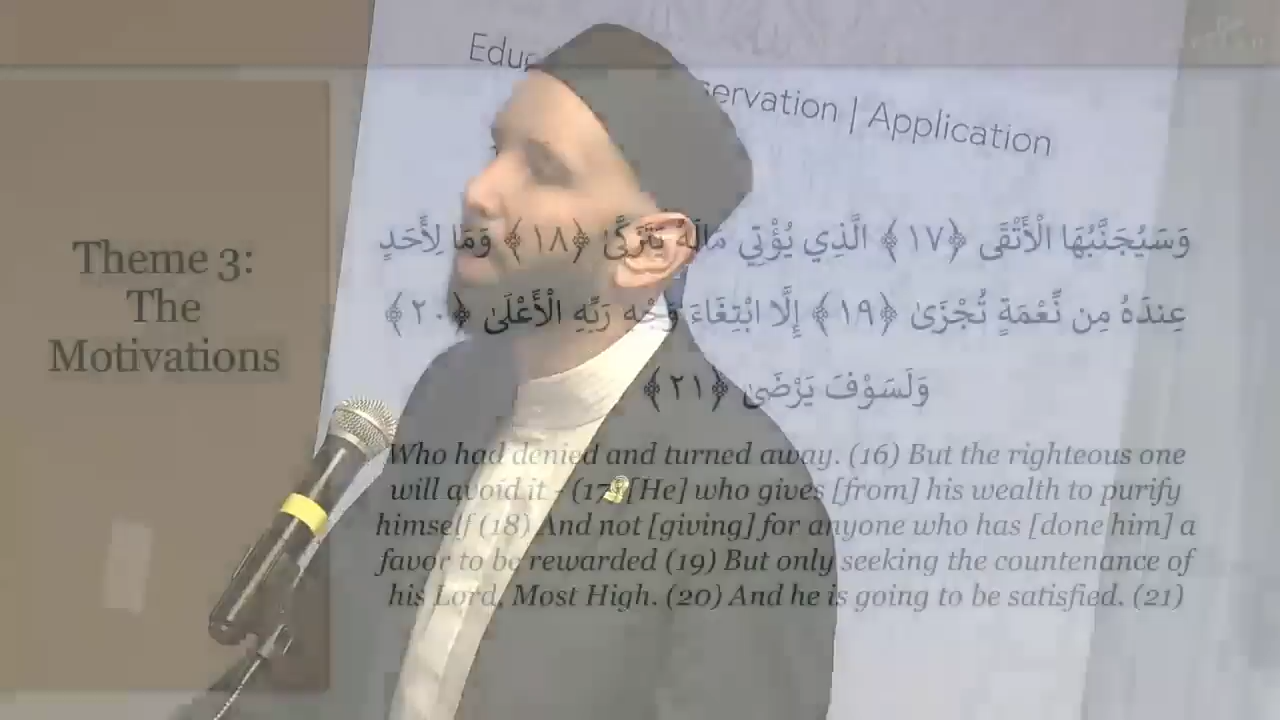 Edu
ervation | Application
Theme 3:
The
Motivations
وَسَيُجَنَّبُهَا الْأَتْقَى ﴿١٧﴾ الَّذِي يُؤْتِي مَالَهُ يَتَزَكَّىٰ ﴿١٨﴾ وَمَا لِأَحَدٍ
عِندَهُ مِن نِّعْمَةٍ تُجْزَىٰ ﴿١٩﴾ إِلَّا ابْتِغَاءَ وَجْهِ رَبِّهِ الْأَعْلَىٰ ﴿٢٠﴾
وَلَسَوْفَ يَرْضَىٰ ﴿٢١﴾
Who had denied and turned away. (16) But the righteous one
will avoid it - (17) [He] who gives [from] his wealth to purify
himself (18) And not [giving] for anyone who has [done him] a
favor to be rewarded (19) But only seeking the countenance of
his Lord, Most High. (20) And he is going to be satisfied. (21)